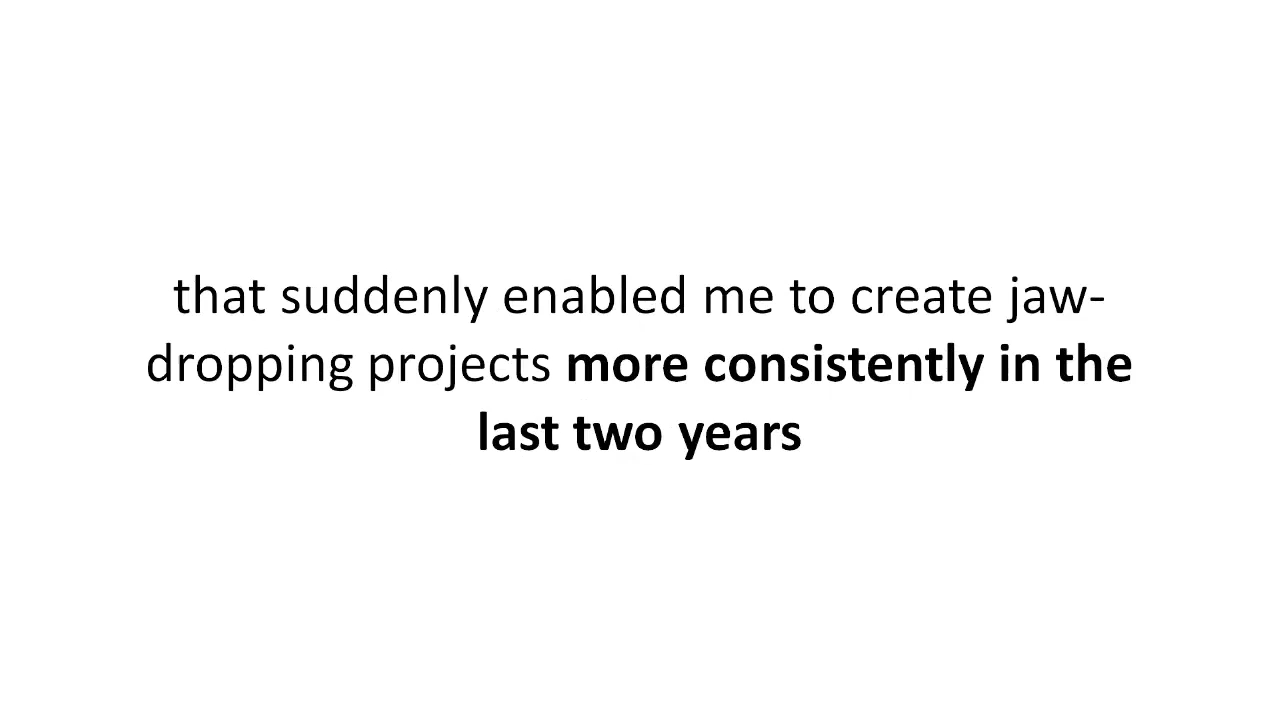 that suddenly enabled me to create jaw-
dropping projects more consistently in the
last two years